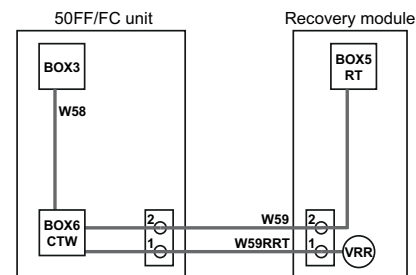 50FF/FC unit
Recovery module
BOX3
BOX5
RT
W58
BOX6
CTW
2
W59
2
1
W59RRT
1
VRR